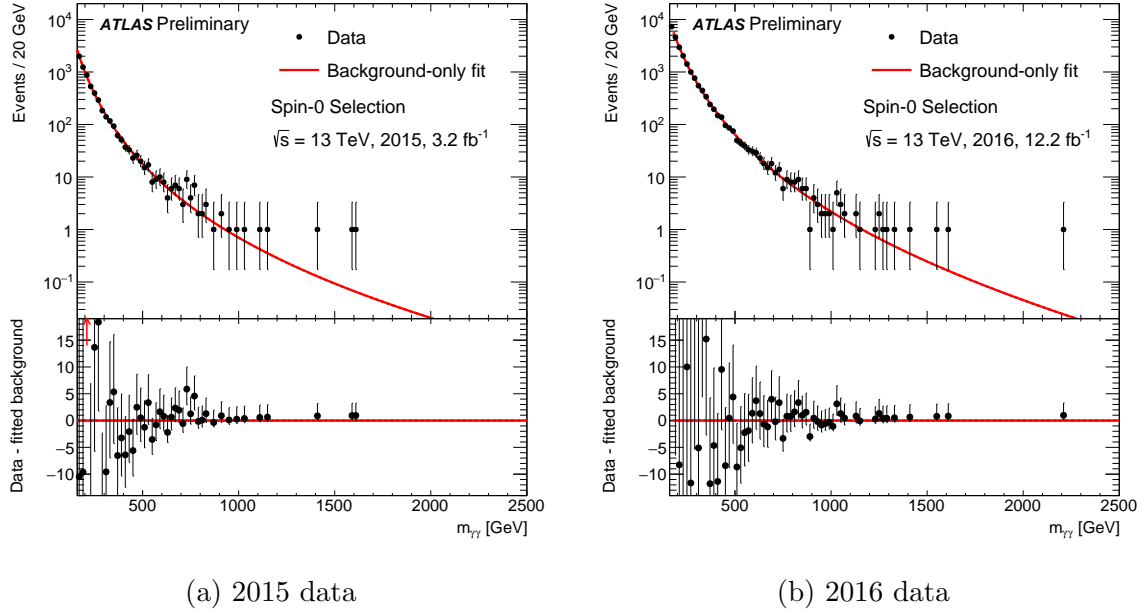 Events / 20 GeV
10⁴
10³
10²
10
1
10⁻¹
ATLAS Preliminary
Data
Background-only fit
Spin-0 Selection
√s = 13 TeV, 2015, 3.2 fb⁻¹
Data - fitted background
15
10
5
0
−5
−10
500 1000 1500 2000 2500
mγγ [GeV]
(a) 2015 data
Events / 20 GeV
10⁴
10³
10²
10
1
10⁻¹
ATLAS Preliminary
Data
Background-only fit
Spin-0 Selection
√s = 13 TeV, 2016, 12.2 fb⁻¹
Data - fitted background
15
10
5
0
−5
−10
500 1000 1500 2000 2500
mγγ [GeV]
(b) 2016 data